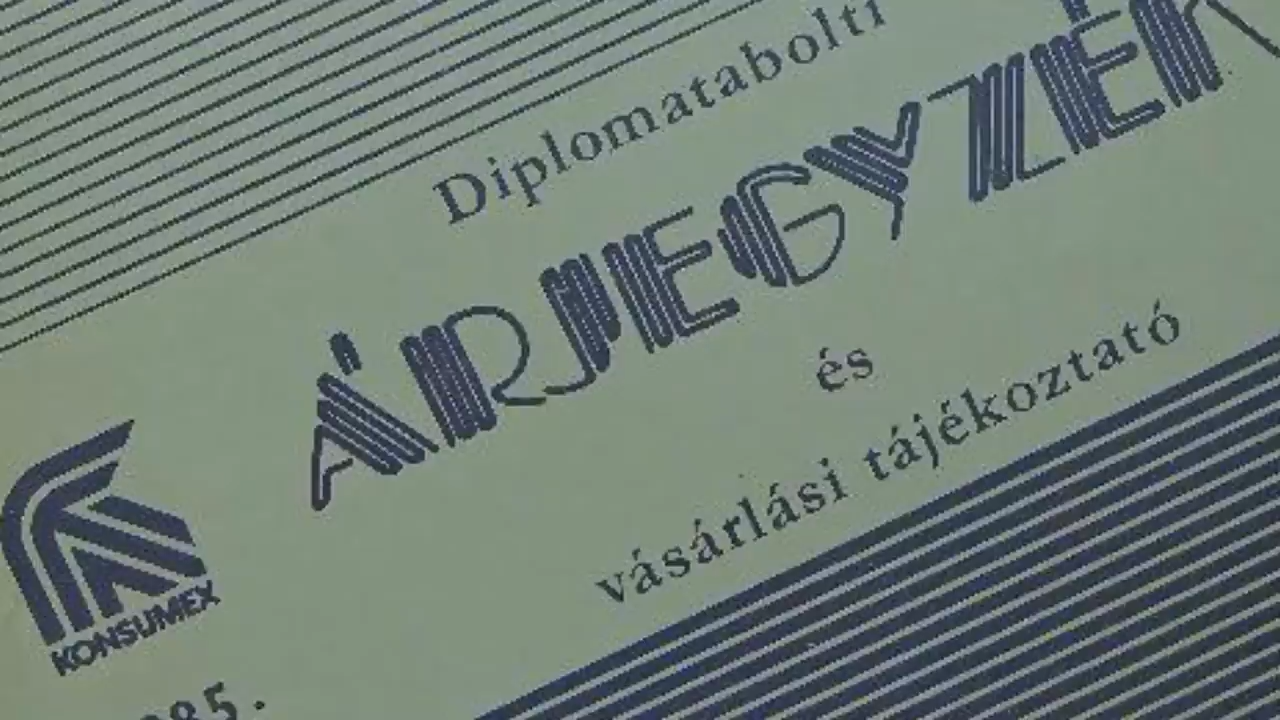 Diplomatabolti
ÁRJEGYZÉK
és
vásárlási tájékoztató
KONSUMEX